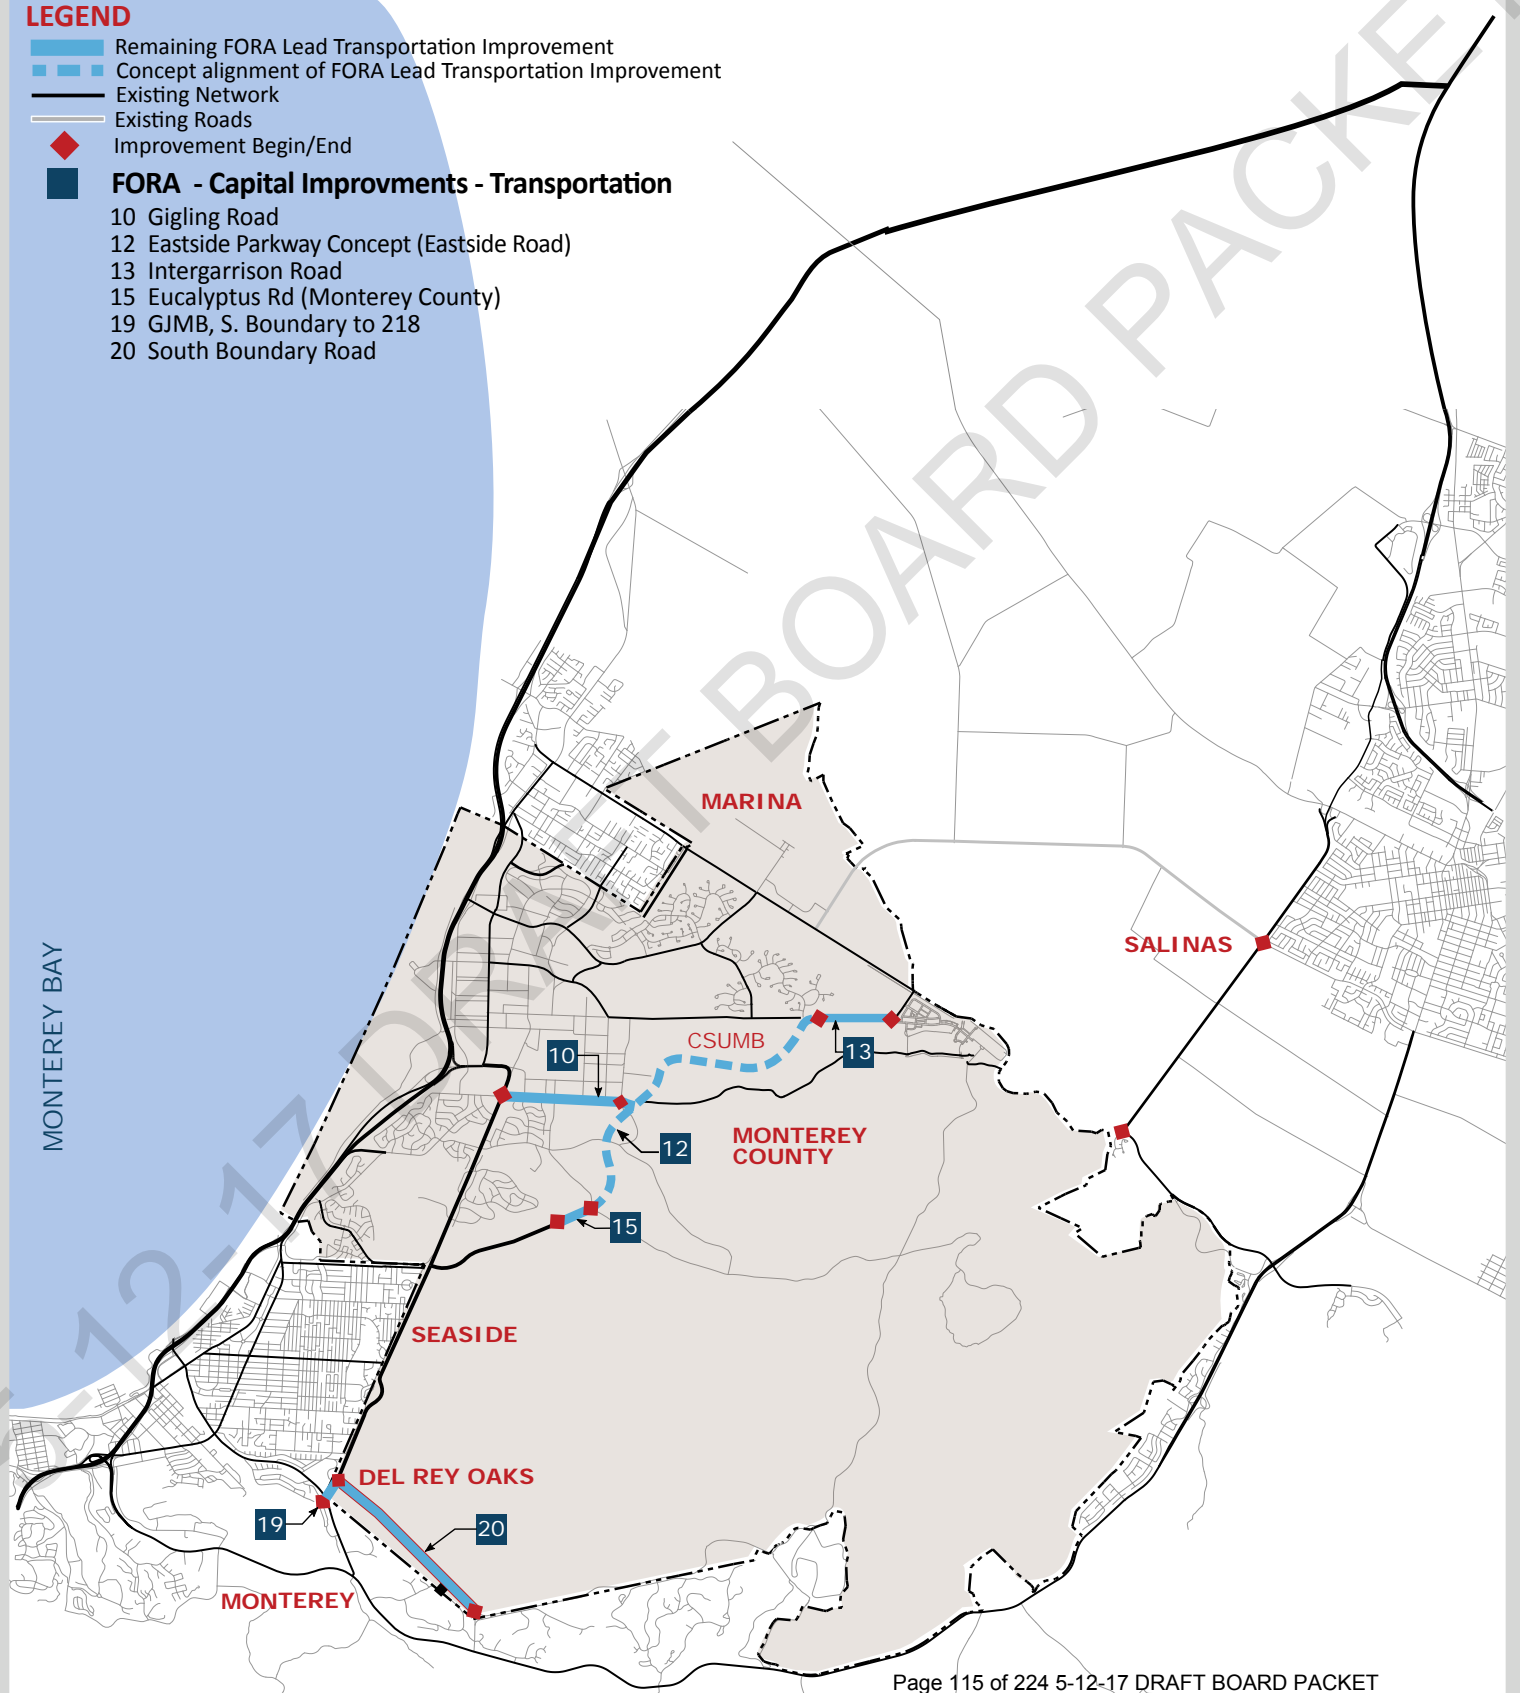 LEGEND
Remaining FORA Lead Transportation Improvement
Concept alignment of FORA Lead Transportation Improvement
Existing Network
Existing Roads
Improvement Begin/End
FORA - Capital Improvments - Transportation
10 Gigling Road
12 Eastside Parkway Concept (Eastside Road)
13 Intergarrison Road
15 Eucalyptus Rd (Monterey County)
19 GJMB, S. Boundary to 218
20 South Boundary Road
5-12-17 DRAFT BOARD PACKET
MARINA
SALINAS
MONTEREY BAY
CSUMB
13
10
MONTEREY
COUNTY
12
15
SEASIDE
DEL REY OAKS
19
20
MONTEREY
Page 115 of 224 5-12-17 DRAFT BOARD PACKET